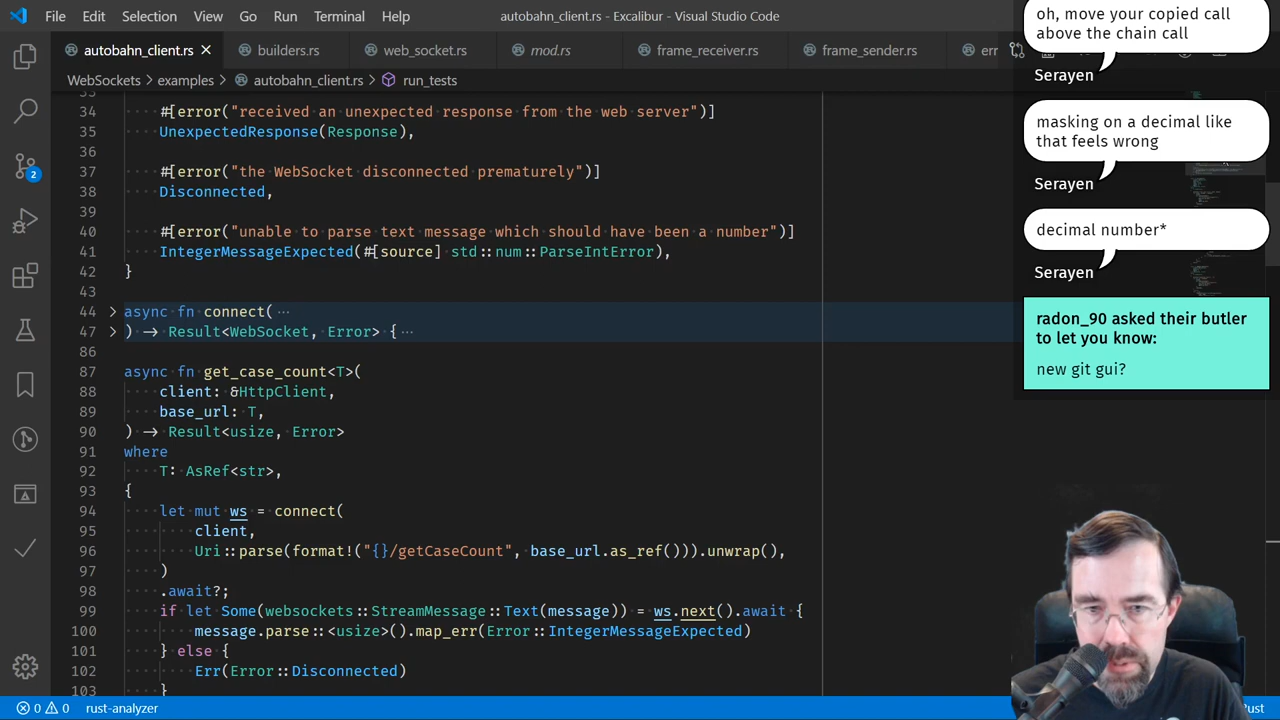 File Edit Selection View Go Run Terminal Help autobahn_client.rs - Excalibur - Visual Studio Code
autobahn_client.rs builders.rs web_socket.rs mod.rs frame_receiver.rs frame_sender.rs err
WebSockets > examples > autobahn_client.rs > run_tests
33
34 #[error("received an unexpected response from the web server")]
35 UnexpectedResponse(Response),
36
37 #[error("the WebSocket disconnected prematurely")]
38 Disconnected,
39
40 #[error("unable to parse text message which should have been a number")]
41 IntegerMessageExpected(#[source] std::num::ParseIntError),
42 }
43
44 async fn connect( ...
47 ) -> Result<WebSocket, Error> { ...
86
87 async fn get_case_count<T>(
88 client: &HttpClient,
89 base_url: T,
90 ) -> Result<usize, Error>
91 where
92 T: AsRef<str>,
93 {
94 let mut ws = connect(
95 client,
96 Uri::parse(format!("{}/getCaseCount", base_url.as_ref())).unwrap(),
97 )
98 .await?;
99 if let Some(websockets::StreamMessage::Text(message)) = ws.next().await {
100 message.parse::<usize>().map_err(Error::IntegerMessageExpected)
101 } else {
102 Err(Error::Disconnected)
103 }
2
0 0 rust-analyzer
Rust
oh, move your copied call
above the chain call
Serayen
masking on a decimal like
that feels wrong
Serayen
decimal number*
Serayen
radon_90 asked their butler
to let you know:
new git gui?